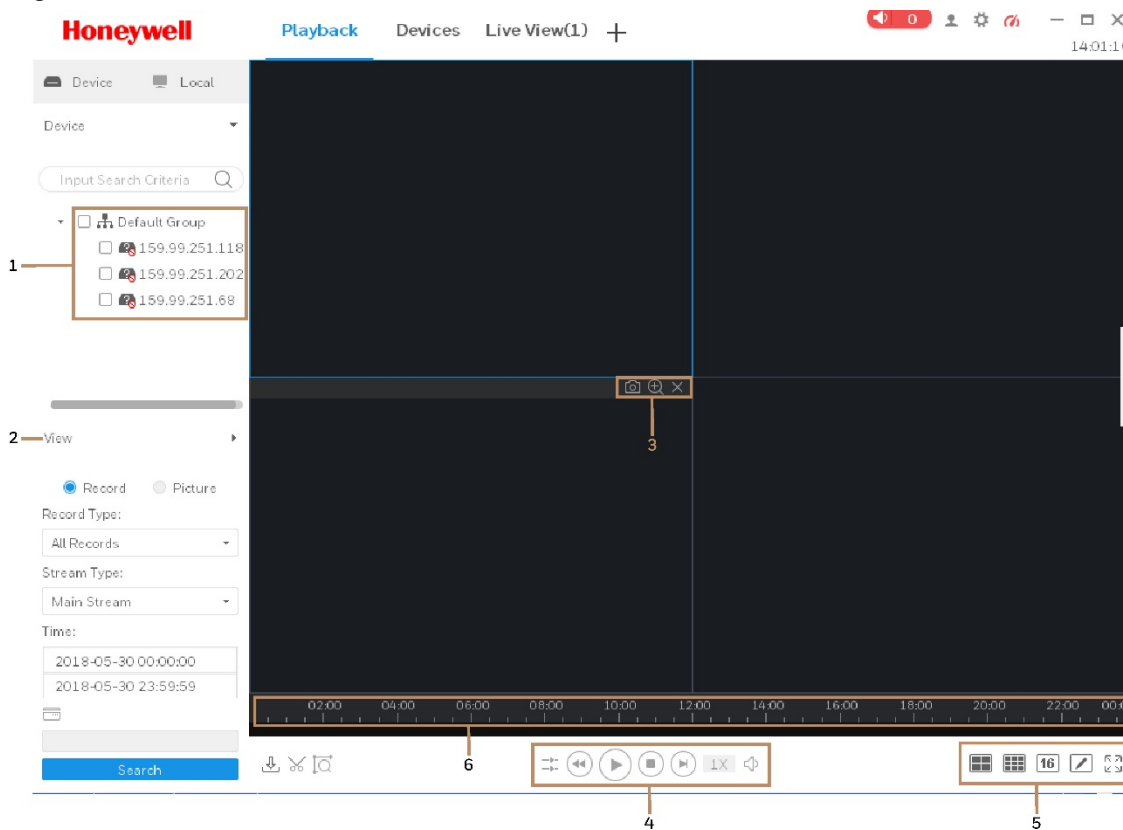 Honeywell Playback Devices Live View(1) + 0
14:01:1
Device Local
Device
Input Search Criteria
Default Group
159.99.251.118
1
159.99.251.202
159.99.251.68
2 View
3
Record Picture
Record Type:
All Records
Stream Type:
Main Stream
Time:
2018-05-30 00:00:00
2018-05-30 23:59:59
02:00 04:00 06:00 08:00 10:00 12:00 14:00 16:00 18:00 20:00 22:00 00:
Search 6 1X 16
4 5